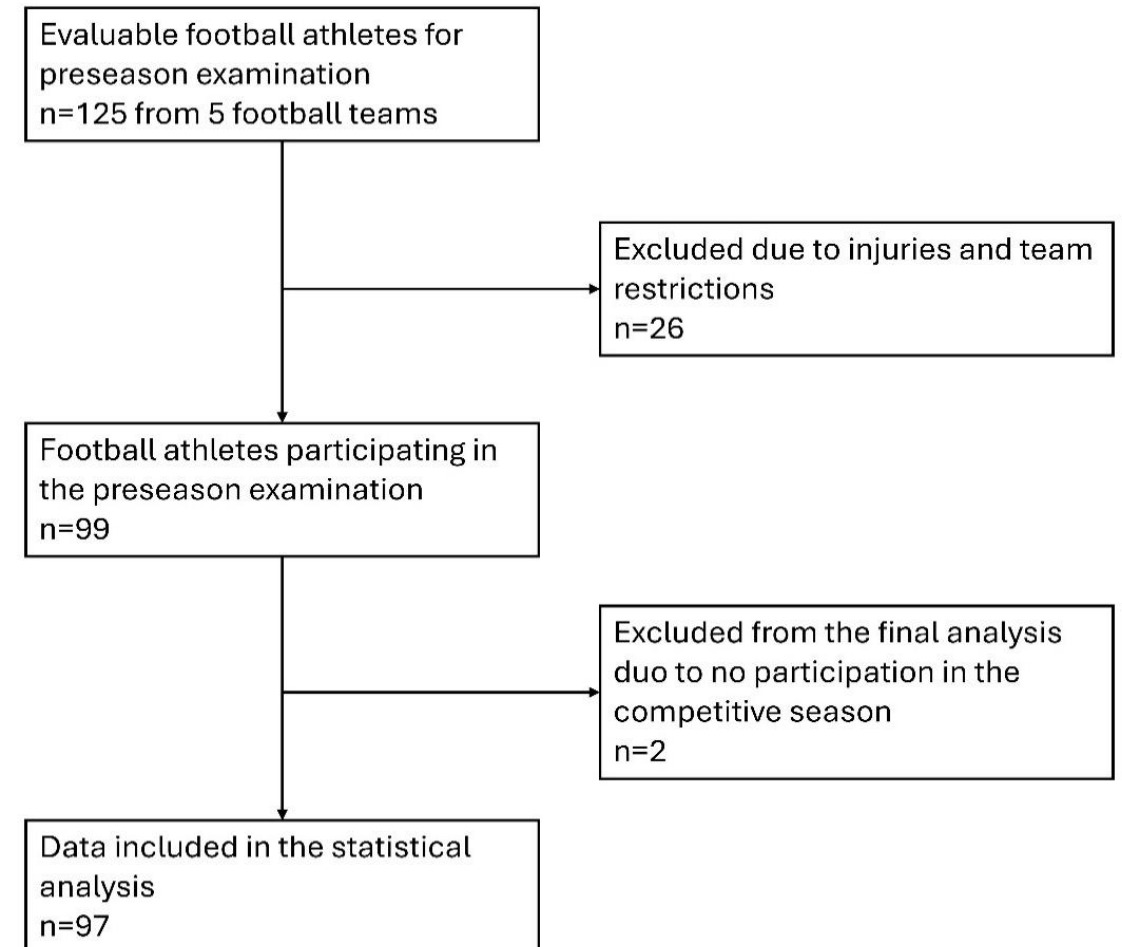 Evaluable football athletes for
preseason examination
n=125 from 5 football teams
Excluded due to injuries and team
restrictions
n=26
Football athletes participating in
the preseason examination
n=99
Excluded from the final analysis
duo to no participation in the
competitive season
n=2
Data included in the statistical
analysis
n=97